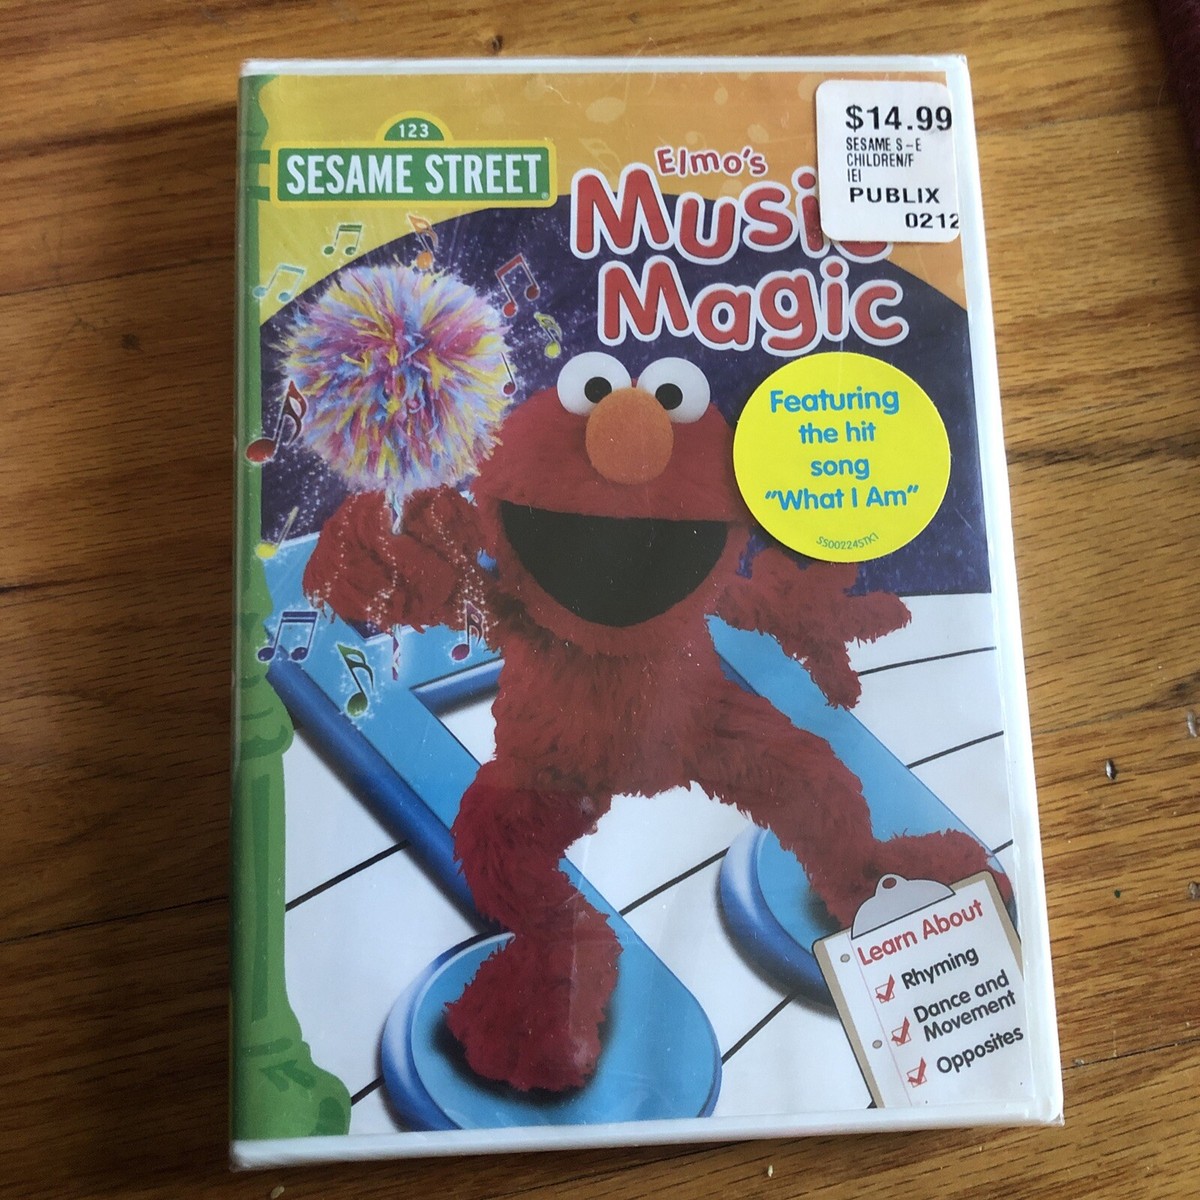 123
SESAME STREET
Elmo's
Music
Magic
$14.99
SESAME S-E
CHILDREN/F
IEI
PUBLIX
0212
Featuring
the hit
song
"What I Am"
SS00224STK1
Learn About
Rhyming
Dance and
Movement
Opposites